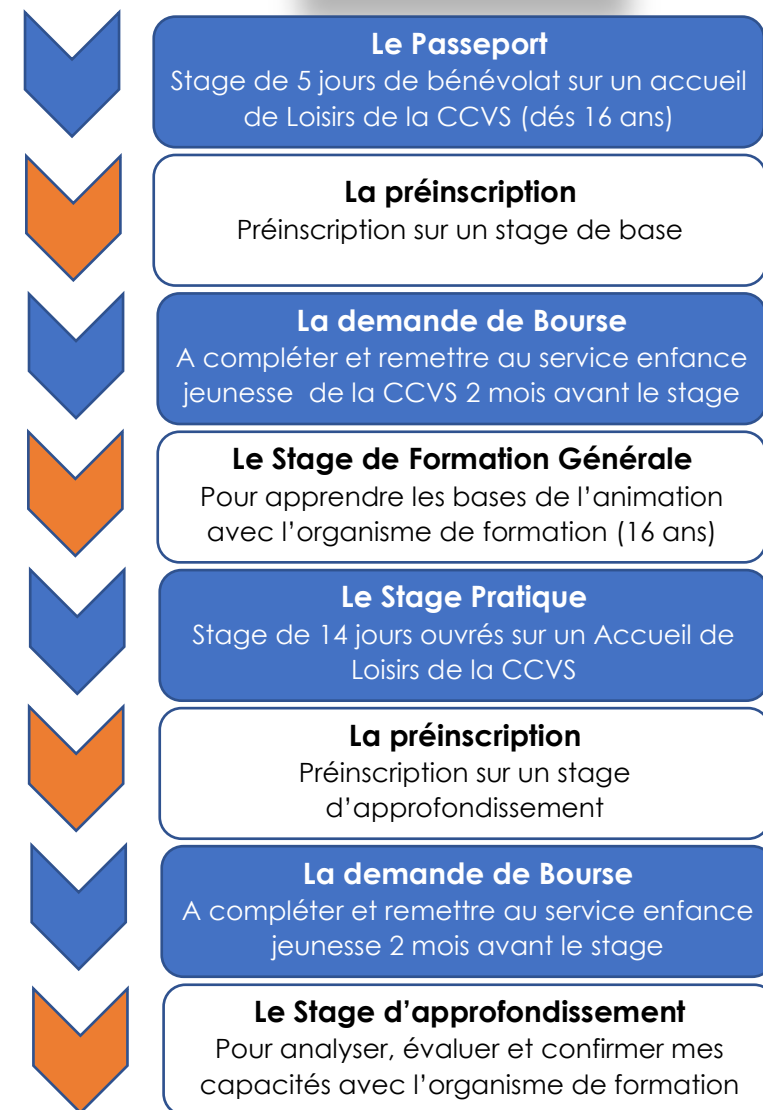 Le Passeport
Stage de 5 jours de bénévolat sur un accueil
de Loisirs de la CCVS (dés 16 ans)
La préinscription
Préinscription sur un stage de base
La demande de Bourse
A compléter et remettre au service enfance
jeunesse  de la CCVS 2 mois avant le stage
Le Stage de Formation Générale
Pour apprendre les bases de l’animation
avec l’organisme de formation (16 ans)
Le Stage Pratique
Stage de 14 jours ouvrés sur un Accueil de
Loisirs de la CCVS
La préinscription
Préinscription sur un stage
d’approfondissement
La demande de Bourse
A compléter et remettre au service enfance
jeunesse 2 mois avant le stage
Le Stage d’approfondissement
Pour analyser, évaluer et confirmer mes
capacités avec l’organisme de formation